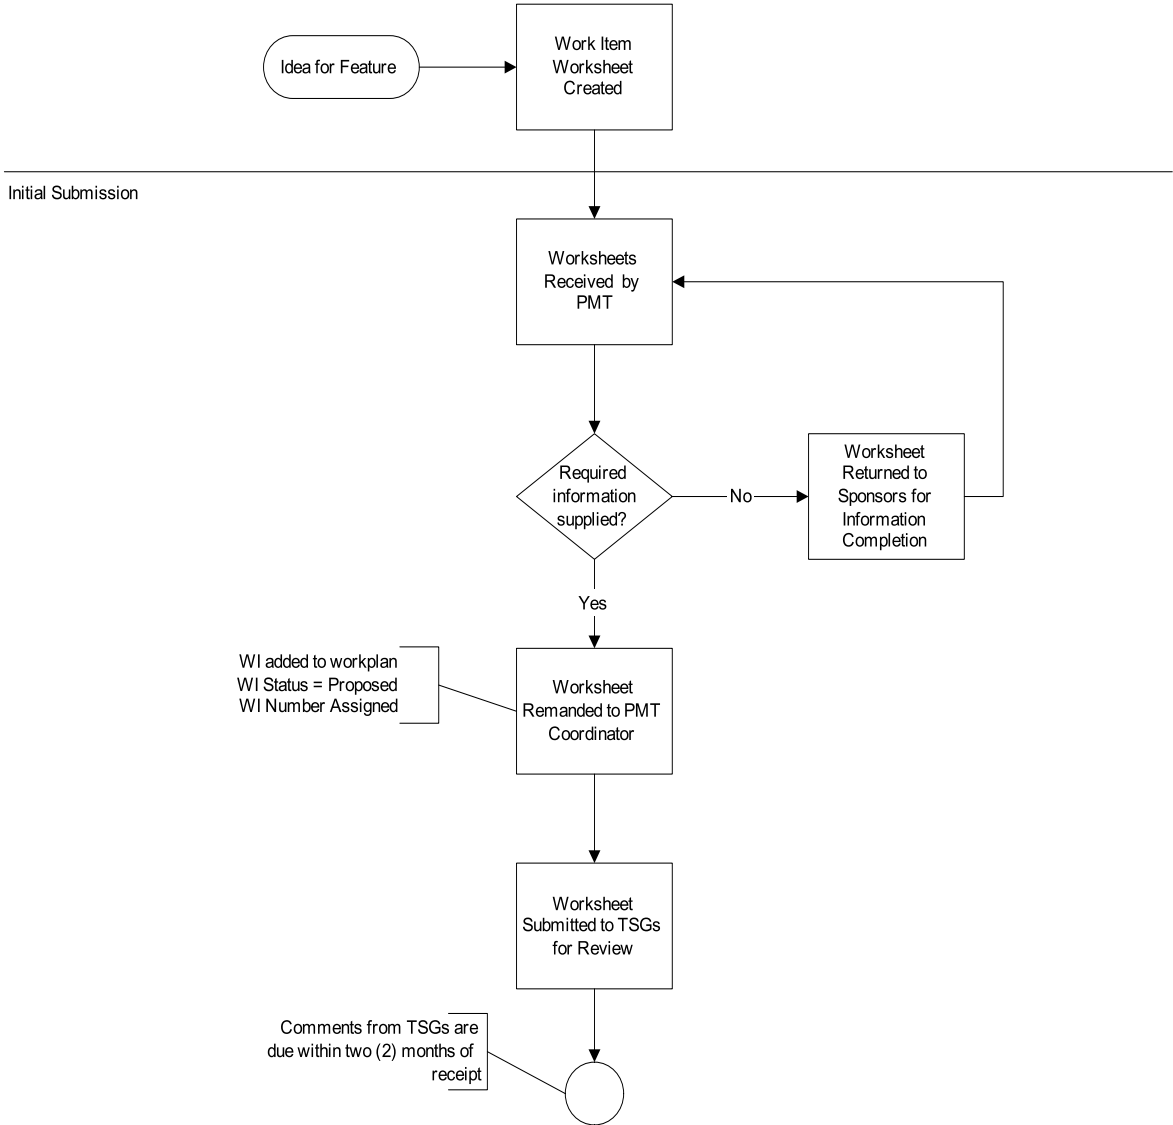 Idea for Feature
Work Item
Worksheet
Created
Initial Submission
Worksheets
Received by
PMT
Required
information
supplied?
No
Worksheet
Returned to
Sponsors for
Information
Completion
Yes
WI added to workplan
WI Status = Proposed
WI Number Assigned
Worksheet
Remanded to PMT
Coordinator
Worksheet
Submitted to TSGs
for Review
Comments from TSGs are
due within two (2) months of
receipt